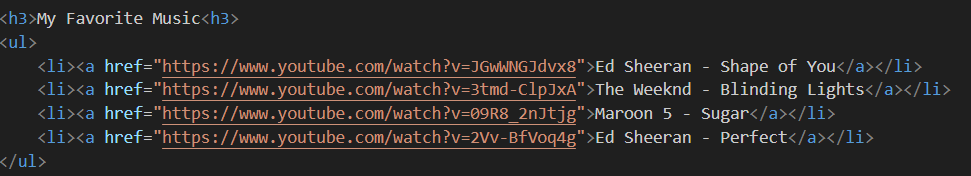 <h3>My Favorite Music<h3>
<ul>
    <li><a href="https://www.youtube.com/watch?v=JGwWNGJdvx8">Ed Sheeran - Shape of You</a></li>
    <li><a href="https://www.youtube.com/watch?v=3tmd-ClpJxA">The Weeknd - Blinding Lights</a></li>
    <li><a href="https://www.youtube.com/watch?v=09R8_2nJtjg">Maroon 5 - Sugar</a></li>
    <li><a href="https://www.youtube.com/watch?v=2Vv-BfVoq4g">Ed Sheeran - Perfect</a></li>
</ul>